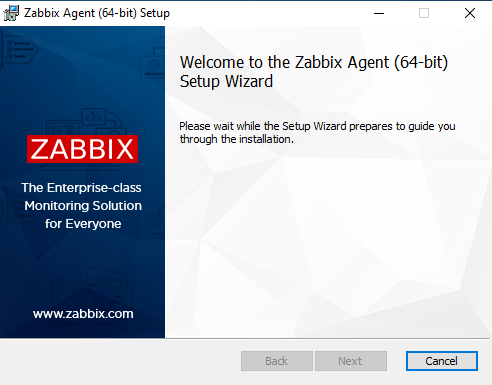 Zabbix Agent (64-bit) Setup
Welcome to the Zabbix Agent (64-bit)
Setup Wizard
Please wait while the Setup Wizard prepares to guide you
through the installation.
ZABBIX
The Enterprise-class
Monitoring Solution
for Everyone
www.zabbix.com
Back
Next
Cancel